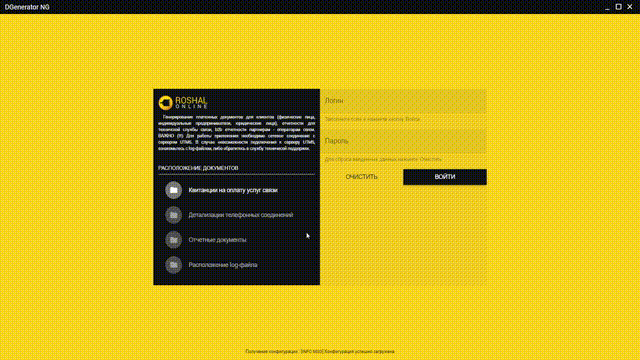 DGenerator NG
ROSHAL
ONLINE
Генерирование платежных документов для клиентов (физические лица,
индивидуальные предприниматели, юридические лица), отчетности для
технической службы связи, b2b отчетности партнерам - операторам связи.
ВАЖНО (!!!) Для работы приложения необходимо сетевое соединение с
сервером UTM5. В случае невозможности подключения к серверу UTM5,
ознакомьтесь с log-файлом, либо обратитесь в службу технической поддержки.
РАСПОЛОЖЕНИЕ ДОКУМЕНТОВ
Квитанции на оплату услуг связи
Детализации телефонных соединений
Отчетные документы
Расположение log-файла
Логин
Заполните поля и нажмите кнопку Войти
Пароль
Для сброса введенных данных нажмите Очистить
ОЧИСТИТЬ
ВОЙТИ
Получение конфигурации: [INFO MSG] Конфигурация успешно загружена